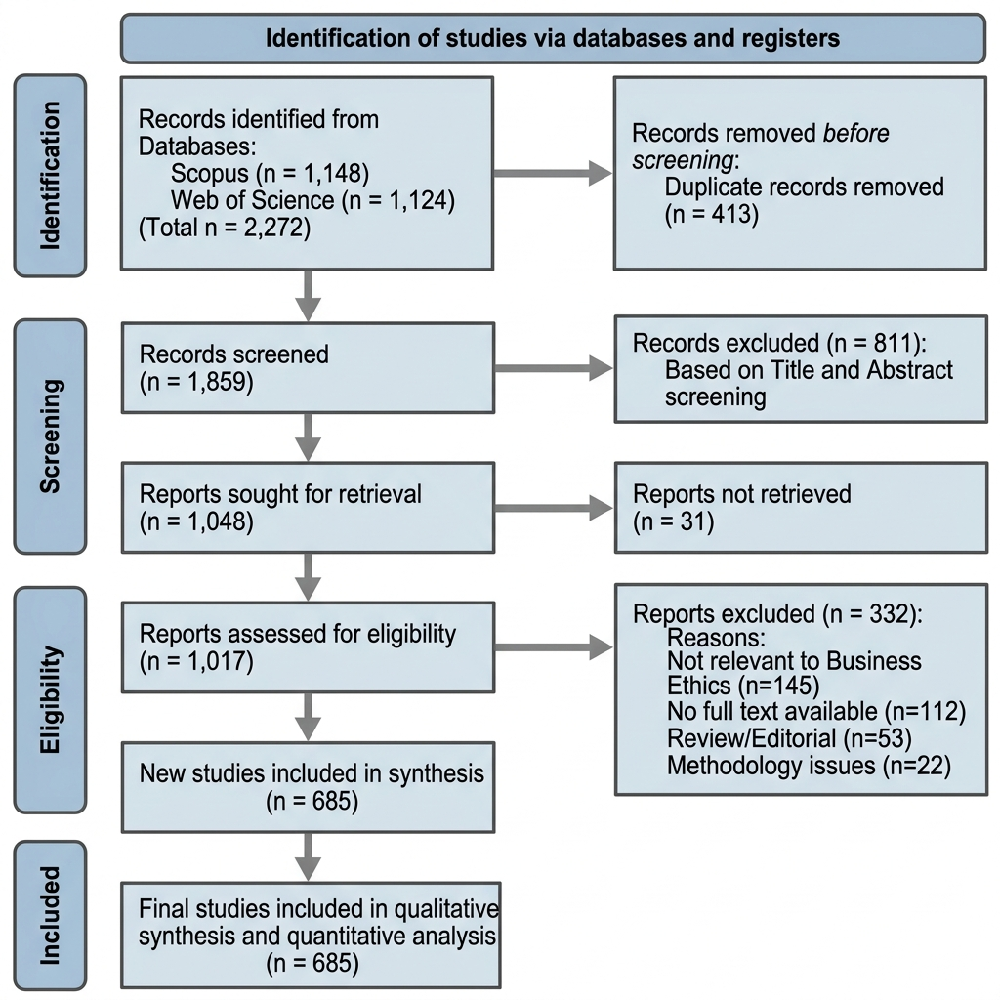 Identification of studies via databases and registers
Identification
Records identified from
Databases:
Scopus (n = 1,148)
Web of Science (n = 1,124)
(Total n = 2,272)
Records removed before
screening:
Duplicate records removed
(n = 413)
Screening
Records screened
(n = 1,859)
Records excluded (n = 811):
Based on Title and Abstract
screening
Reports sought for retrieval
(n = 1,048)
Reports not retrieved
(n = 31)
Eligibility
Reports assessed for eligibility
(n = 1,017)
Reports excluded (n = 332):
Reasons:
Not relevant to Business
Ethics (n=145)
No full text available (n=112)
Review/Editorial (n=53)
Methodology issues (n=22)
New studies included in synthesis
(n = 685)
Included
Final studies included in qualitative
synthesis and quantitative analysis
(n = 685)